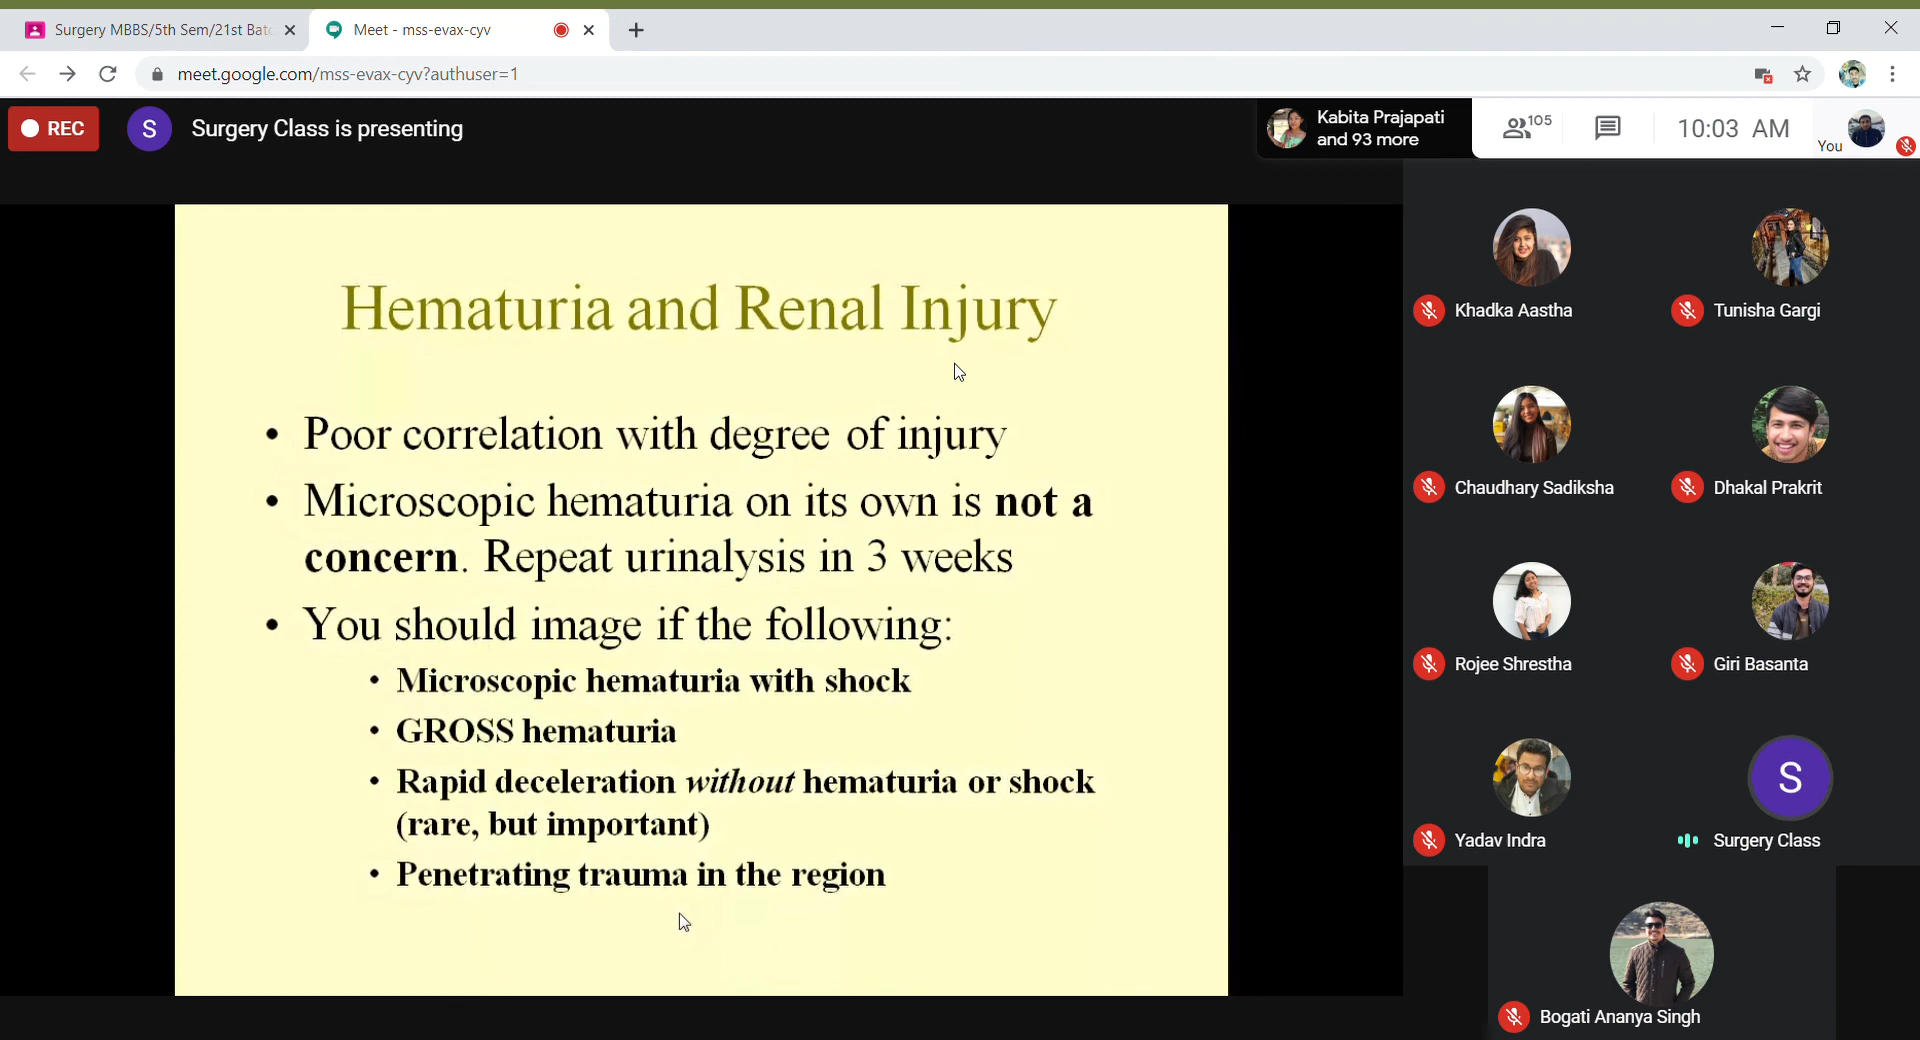 Surgery MBBS/5th Sem/21st Bat
Meet - mss-evax-cyv
meet.google.com/mss-evax-cyv?authuser=1
REC
S
Surgery Class is presenting
Kabita Prajapati
and 93 more
105
10:03 AM
You
Hematuria and Renal Injury
• Poor correlation with degree of injury
• Microscopic hematuria on its own is not a
concern. Repeat urinalysis in 3 weeks
• You should image if the following:
• Microscopic hematuria with shock
• GROSS hematuria
• Rapid deceleration without hematuria or shock
(rare, but important)
• Penetrating trauma in the region
Khadka Aastha
Tunisha Gargi
Chaudhary Sadiksha
Dhakal Prakrit
Rojee Shrestha
Giri Basanta
Yadav Indra
S
Surgery Class
Bogati Ananya Singh